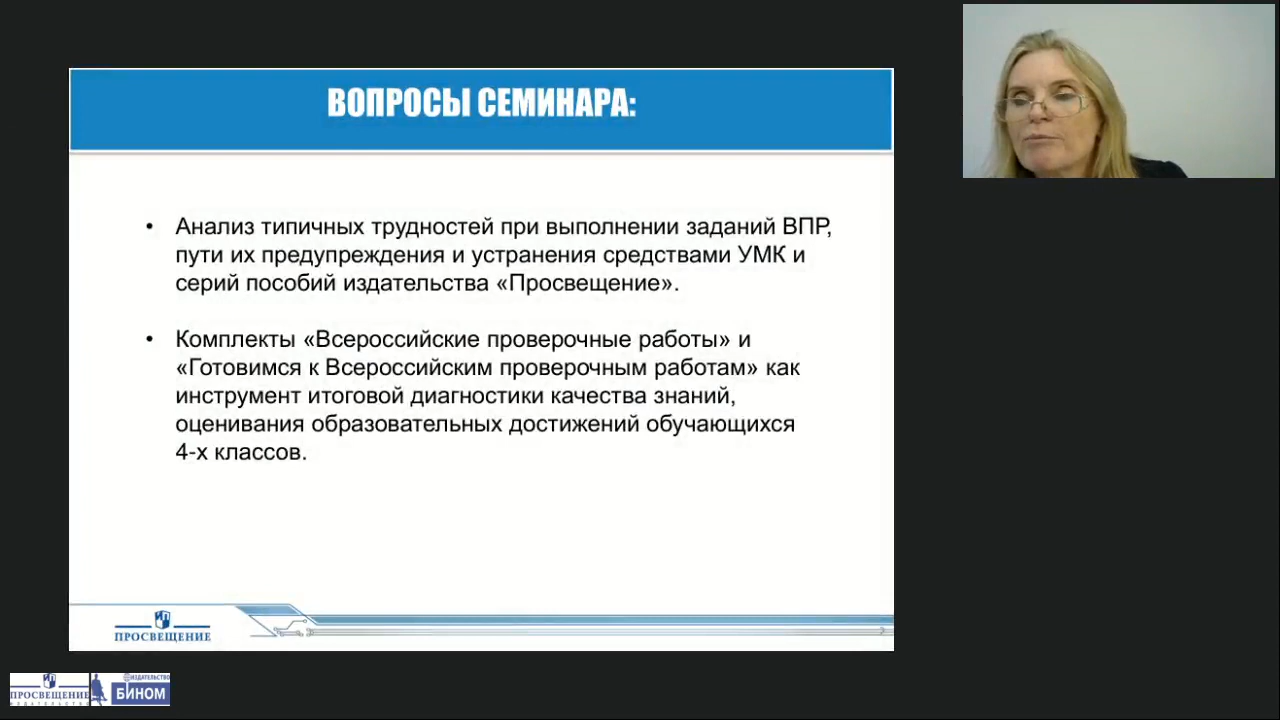 ВОПРОСЫ СЕМИНАРА:
• Анализ типичных трудностей при выполнении заданий ВПР,
пути их предупреждения и устранения средствами УМК и
серий пособий издательства «Просвещение».
• Комплекты «Всероссийские проверочные работы» и
«Готовимся к Всероссийским проверочным работам» как
инструмент итоговой диагностики качества знаний,
оценивания образовательных достижений обучающихся
4-х классов.
ПРОСВЕЩЕНИЕ
ПРОСВЕЩЕНИЕ
ИЗДАТЕЛЬСТВО
ИЗДАТЕЛЬСТВО
БИНОМ